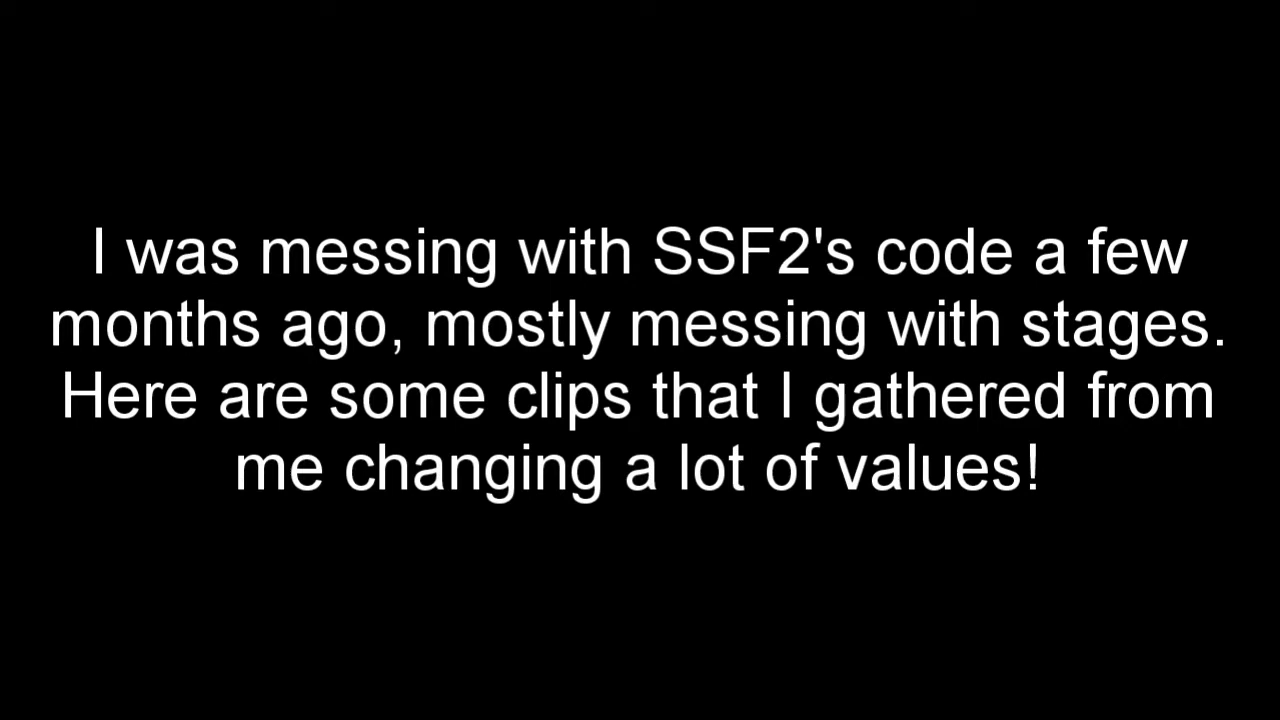 I was messing with SSF2's code a few
months ago, mostly messing with stages.
Here are some clips that I gathered from
me changing a lot of values!